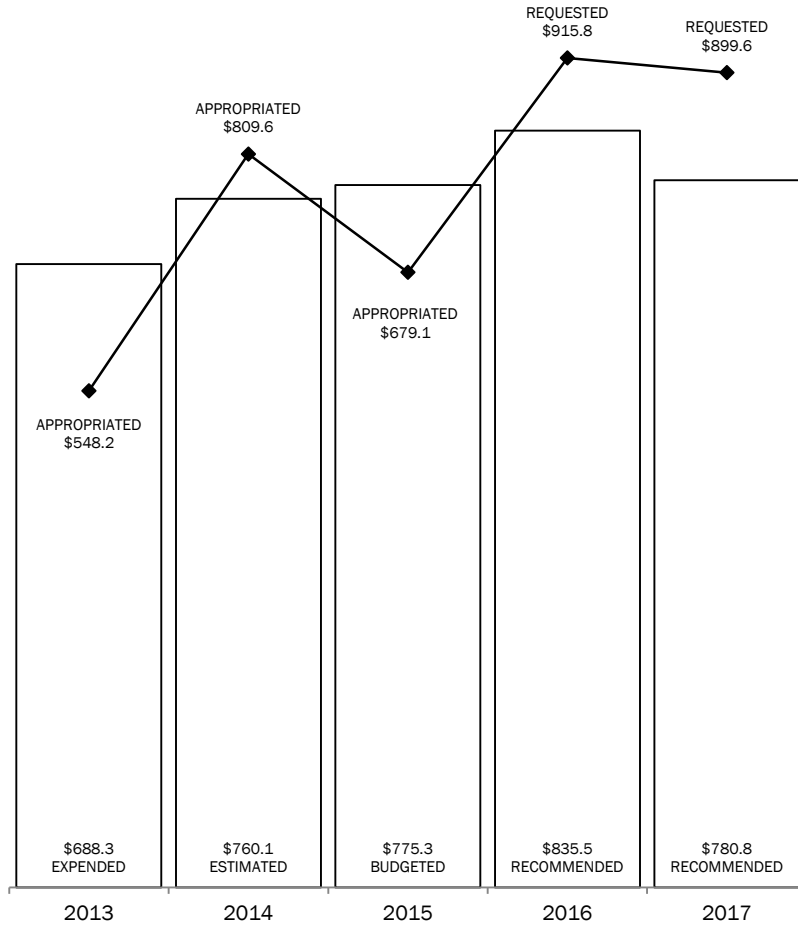 REQUESTED
$915.8
REQUESTED
$899.6
APPROPRIATED
$809.6
APPROPRIATED
$679.1
APPROPRIATED
$548.2
$688.3
EXPENDED
$760.1
ESTIMATED
$775.3
BUDGETED
$835.5
RECOMMENDED
$780.8
RECOMMENDED
2013
2014
2015
2016
2017